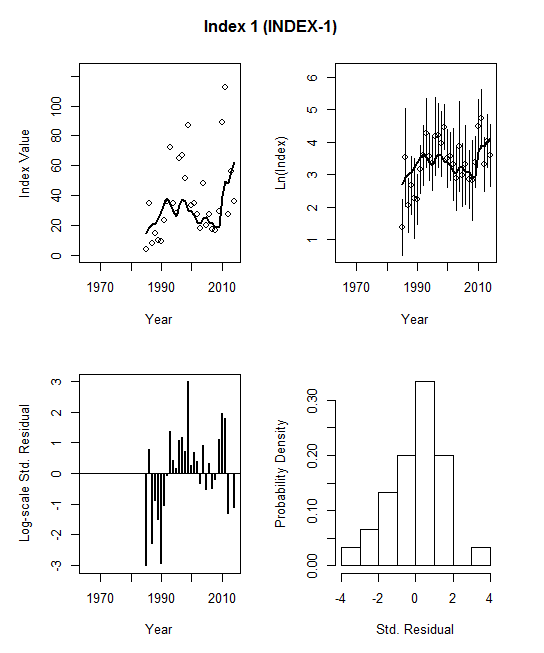 Index 1 (INDEX-1)
Index Value
0 20 40 60 80 100
1970 1990 2010
Year
Ln(Index)
1 2 3 4 5 6
1970 1990 2010
Year
Log-scale Std. Residual
-3 -2 -1 0 1 2 3
1970 1990 2010
Year
Probability Density
0.00 0.10 0.20 0.30
-4 -2 0 2 4
Std. Residual